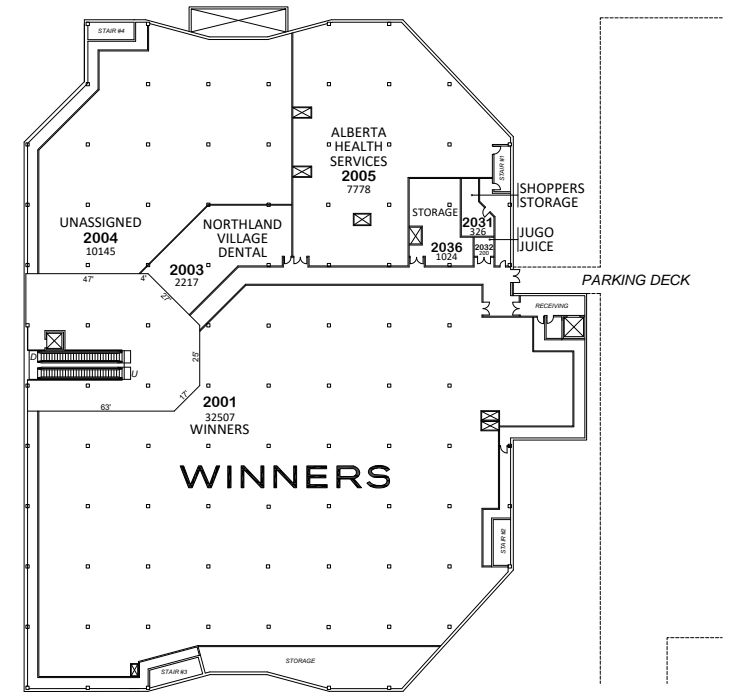 STAIR #4
ALBERTA
HEALTH
SERVICES
2005
7778
STAIR #1
SHOPPERS
STORAGE
STORAGE
2031
326
UNASSIGNED
2004
10145
NORTHLAND
VILLAGE
DENTAL
2003
2217
JUGO
JUICE
2036
1024
2032
200
PARKING DECK
47'
4'
27'
RECEIVING
D
U
25'
17'
63'
2001
32507
WINNERS
WINNERS
STAIR #2
STORAGE
STAIR #3